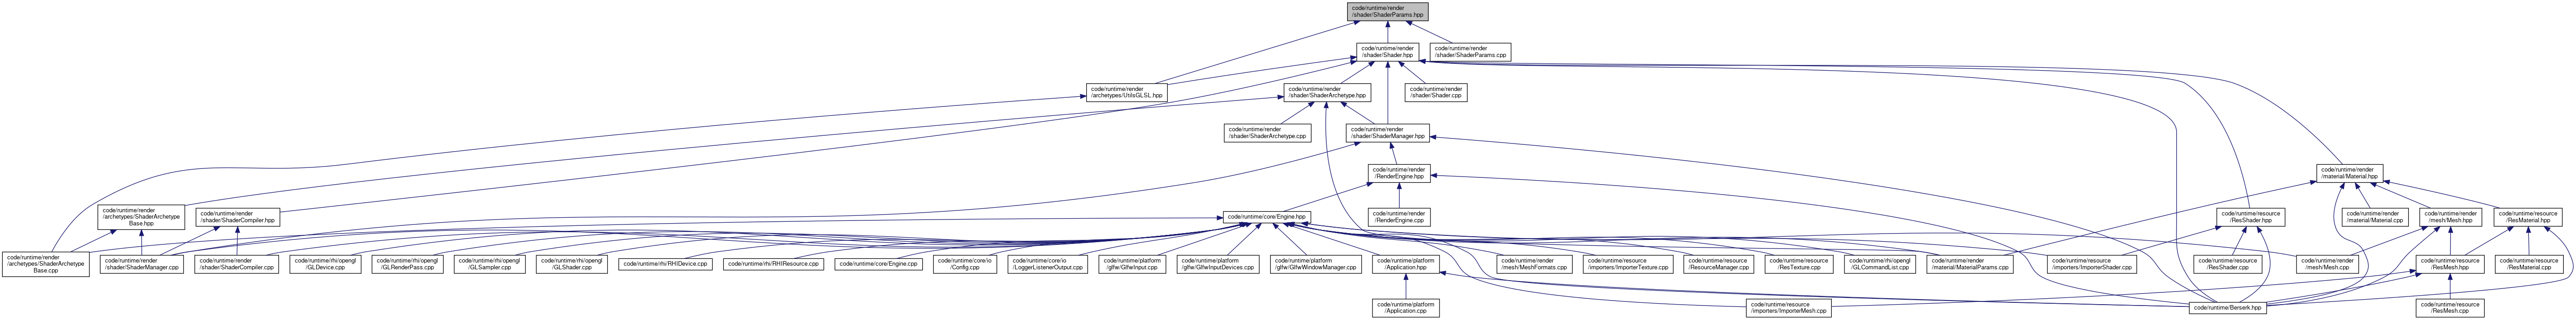 code/runtime/render
/shader/ShaderParams.hpp
code/runtime/render
/shader/Shader.hpp
code/runtime/render
/shader/ShaderParams.cpp
code/runtime/render
/archetypes/UtilsGLSL.hpp
code/runtime/render
/shader/ShaderArchetype.hpp
code/runtime/render
/shader/Shader.cpp
code/runtime/render
/shader/ShaderArchetype.cpp
code/runtime/render
/shader/ShaderManager.hpp
code/runtime/render
/RenderEngine.hpp
code/runtime/render
/material/Material.hpp
code/runtime/render
/archetypes/ShaderArchetype
Base.hpp
code/runtime/render
/shader/ShaderCompiler.hpp
code/runtime/core/Engine.hpp
code/runtime/render
/RenderEngine.cpp
code/runtime/resource
/ResShader.hpp
code/runtime/render
/material/Material.cpp
code/runtime/render
/mesh/Mesh.hpp
code/runtime/resource
/ResMaterial.hpp
code/runtime/render
/archetypes/ShaderArchetype
Base.cpp
code/runtime/render
/shader/ShaderManager.cpp
code/runtime/render
/shader/ShaderCompiler.cpp
code/runtime/rhi/opengl
/GLDevice.cpp
code/runtime/rhi/opengl
/GLRenderPass.cpp
code/runtime/rhi/opengl
/GLSampler.cpp
code/runtime/rhi/opengl
/GLShader.cpp
code/runtime/rhi/RHIDevice.cpp
code/runtime/rhi/RHIResource.cpp
code/runtime/core/Engine.cpp
code/runtime/core/io
/Config.cpp
code/runtime/core/io
/LoggerListenerOutput.cpp
code/runtime/platform
/glfw/GlfwInput.cpp
code/runtime/platform
/glfw/GlfwInputDevices.cpp
code/runtime/platform
/glfw/GlfwWindowManager.cpp
code/runtime/platform
/Application.hpp
code/runtime/render
/mesh/MeshFormats.cpp
code/runtime/resource
/importers/ImporterTexture.cpp
code/runtime/resource
/ResourceManager.cpp
code/runtime/resource
/ResTexture.cpp
code/runtime/rhi/opengl
/GLCommandList.cpp
code/runtime/render
/material/MaterialParams.cpp
code/runtime/resource
/importers/ImporterShader.cpp
code/runtime/resource
/ResShader.cpp
code/runtime/render
/mesh/Mesh.cpp
code/runtime/resource
/ResMesh.hpp
code/runtime/resource
/ResMaterial.cpp
code/runtime/platform
/Application.cpp
code/runtime/resource
/importers/ImporterMesh.cpp
code/runtime/Berserk.hpp
code/runtime/resource
/ResMesh.cpp